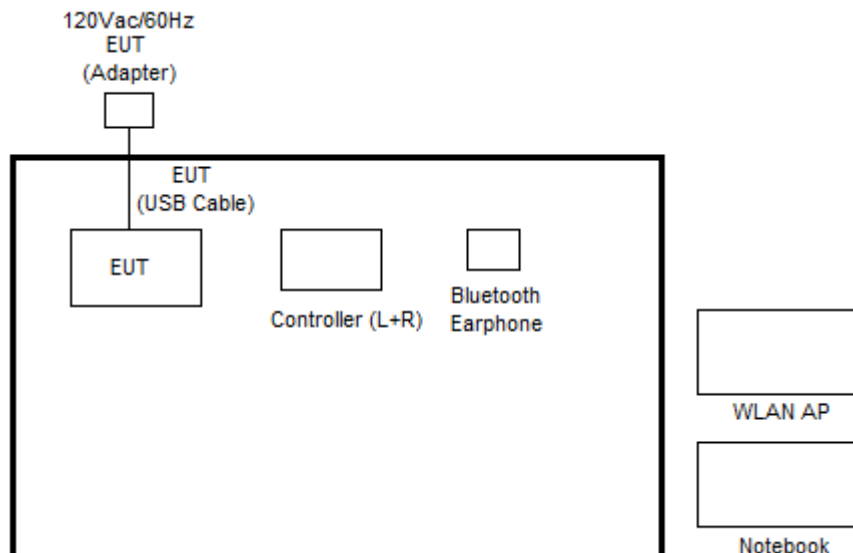 120Vac/60Hz
EUT
(Adapter)
EUT
(USB Cable)
EUT
Controller (L+R)
Bluetooth
Earphone
WLAN AP
Notebook